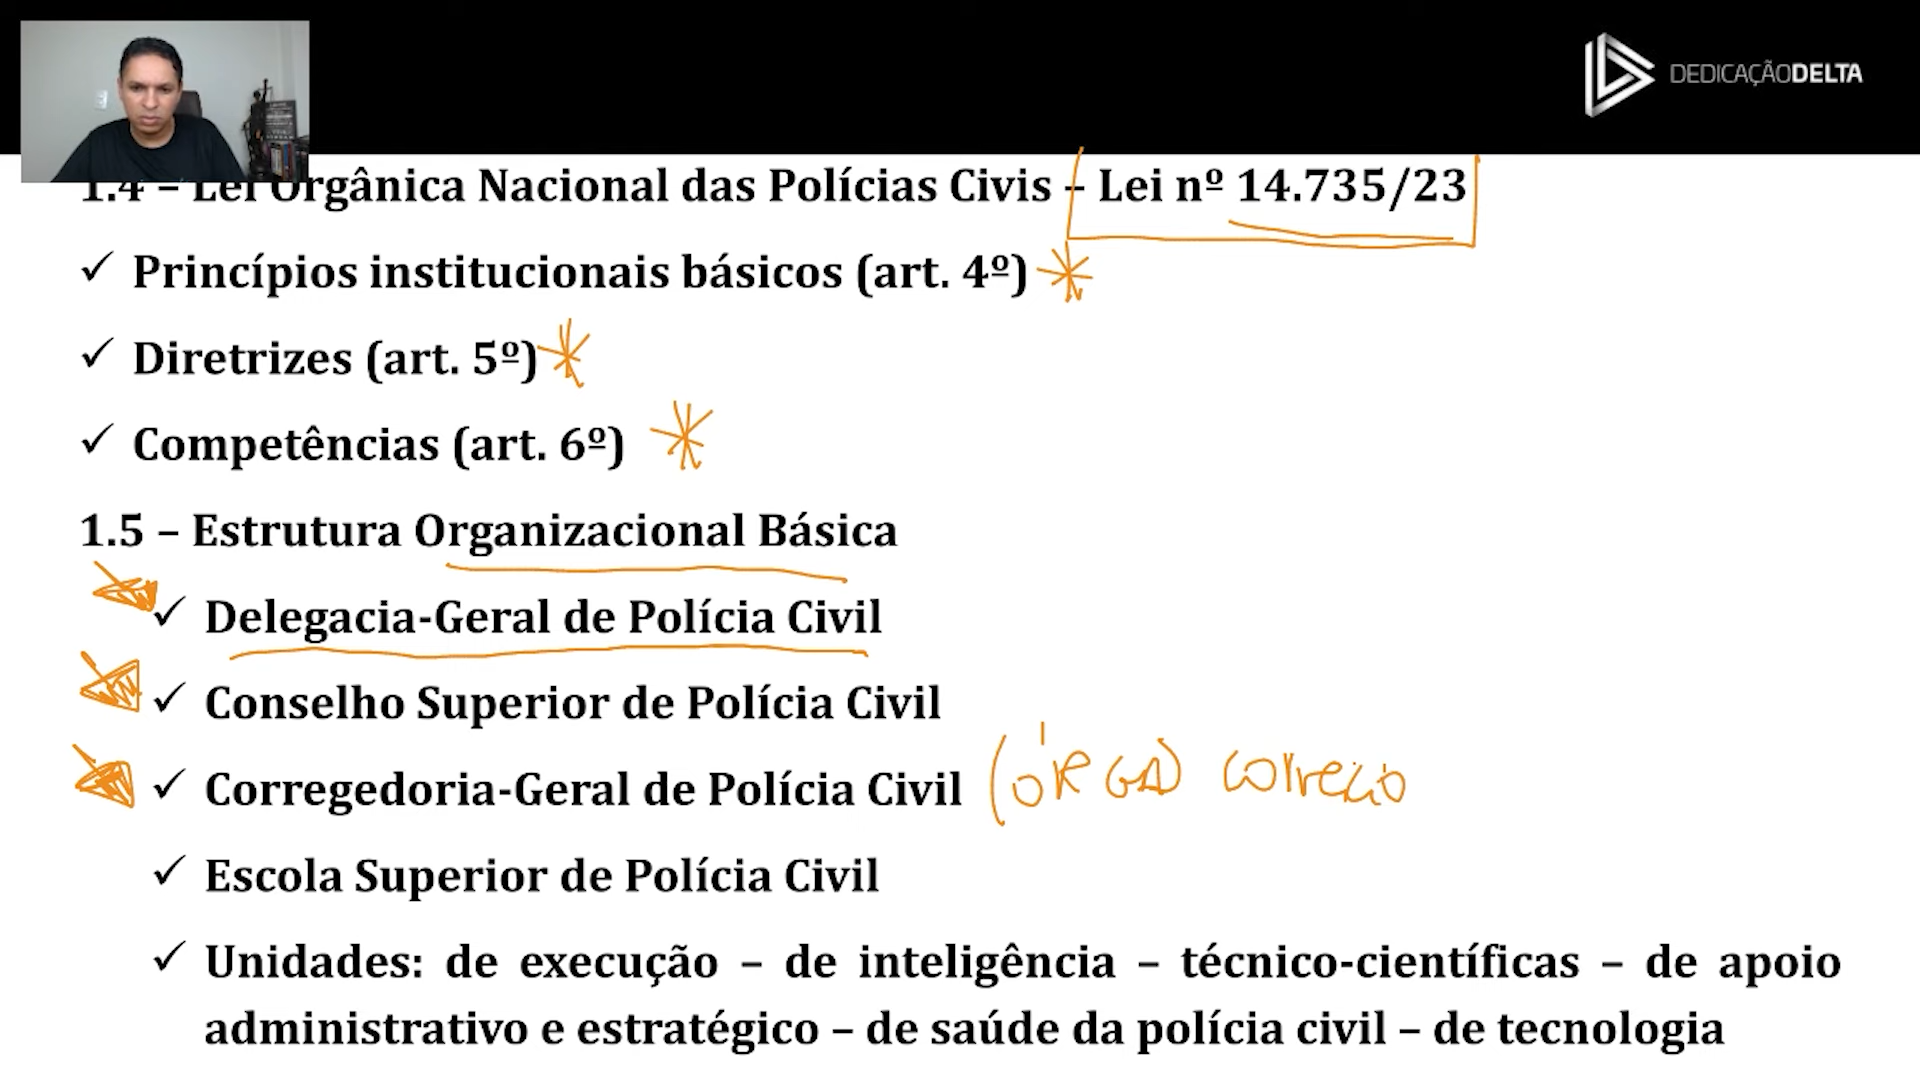 DEDICAÇÃODELTA
1.4 – Lei Orgânica Nacional das Polícias Civis – Lei nº 14.735/23
✓ Princípios institucionais básicos (art. 4º)
✓ Diretrizes (art. 5º)
✓ Competências (art. 6º)
1.5 – Estrutura Organizacional Básica
✓ Delegacia-Geral de Polícia Civil
✓ Conselho Superior de Polícia Civil
✓ Corregedoria-Geral de Polícia Civil (ÓRGÃO correcio
✓ Escola Superior de Polícia Civil
✓ Unidades: de execução – de inteligência – técnico-científicas – de apoio
administrativo e estratégico – de saúde da polícia civil – de tecnologia